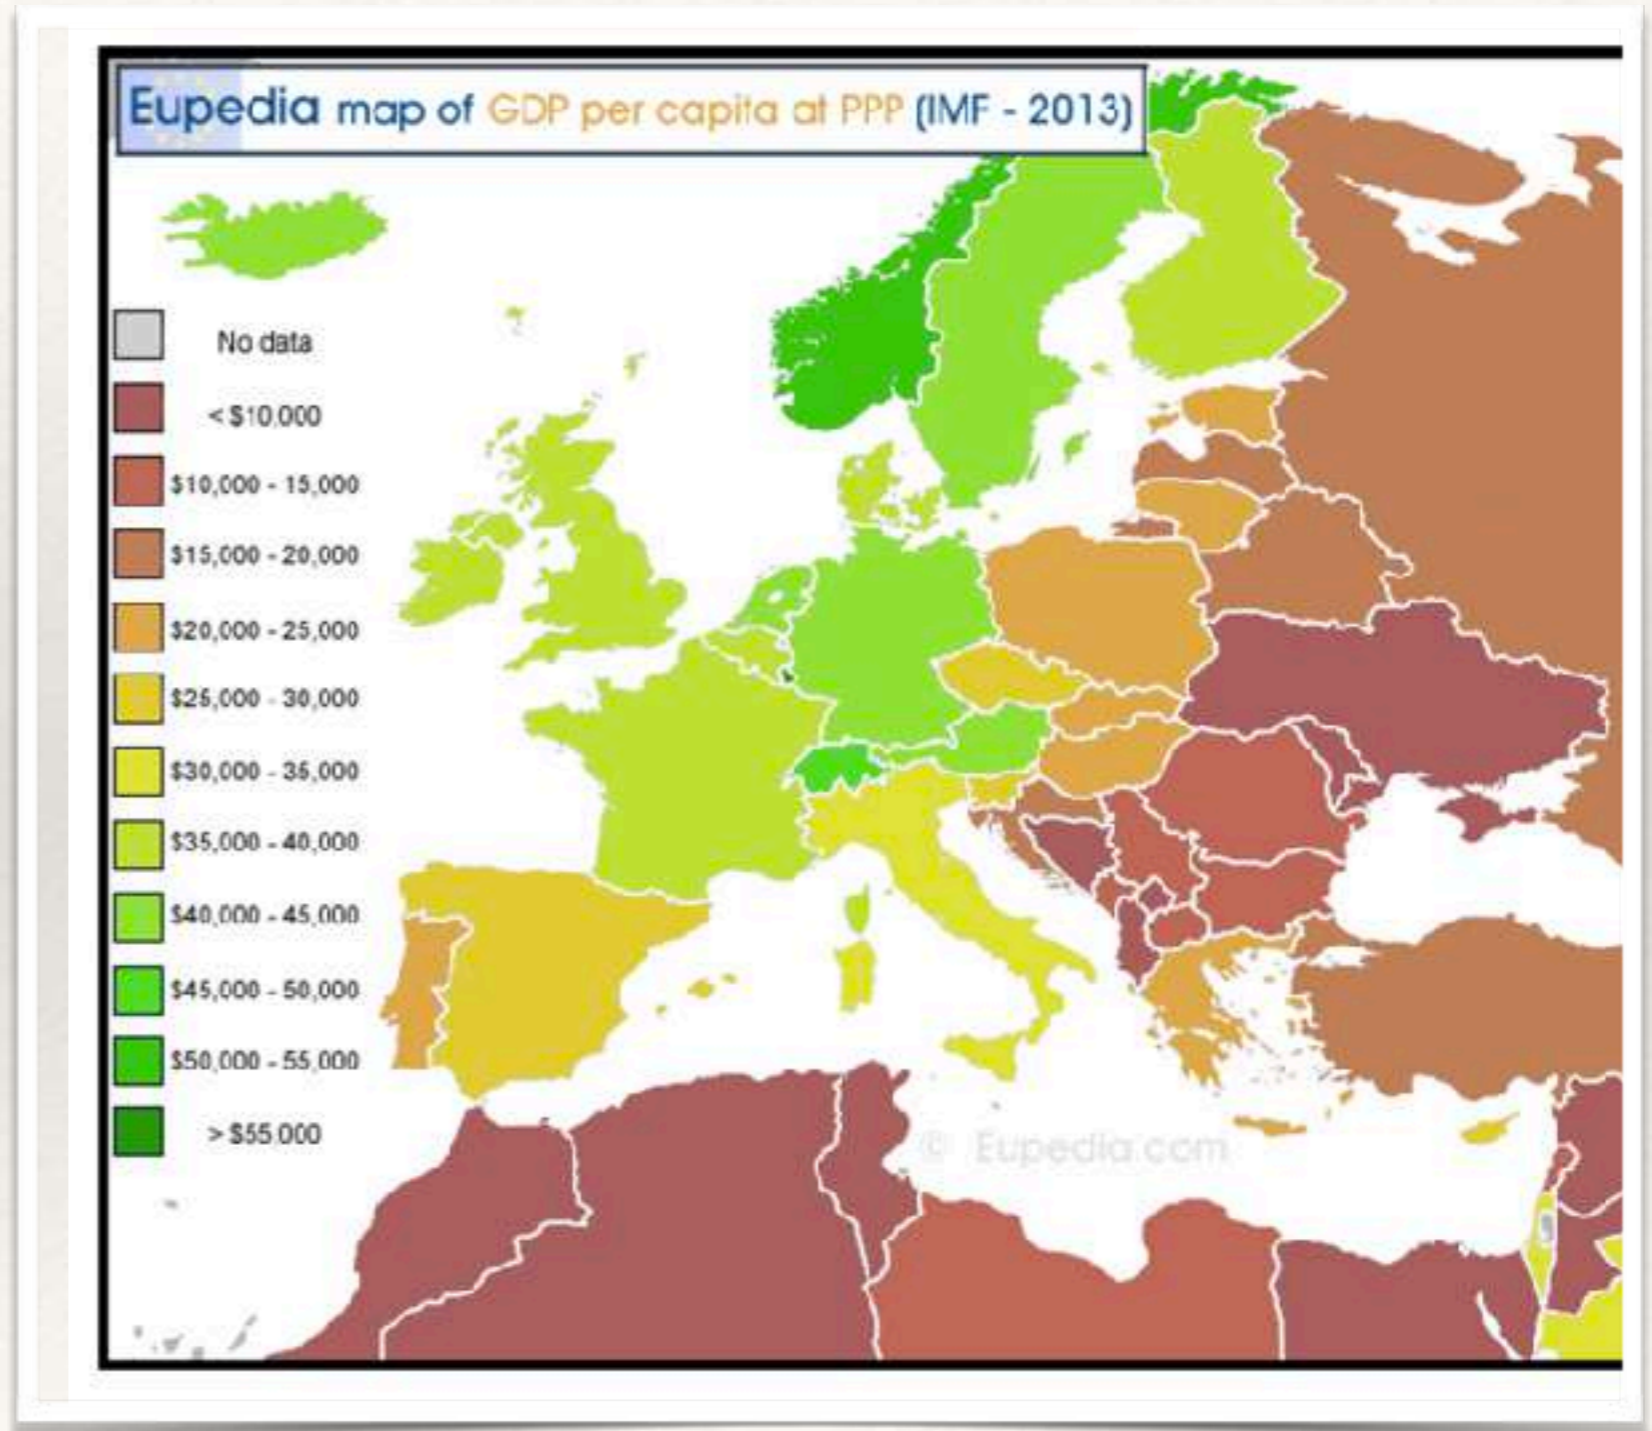 Eupedia map of GDP per capita at PPP (IMF - 2013)
No data
< $10,000
$10,000 - 15,000
$15,000 - 20,000
$20,000 - 25,000
$25,000 - 30,000
$30,000 - 35,000
$35,000 - 40,000
$40,000 - 45,000
$45,000 - 50,000
$50,000 - 55,000
> $55,000
© Eupedia.com